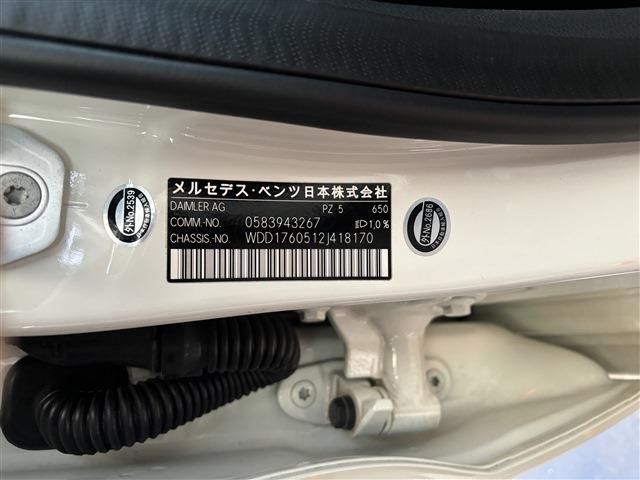 メルセデス・ベンツ日本株式会社
DAIMLER AG PZ 5 650
COMM.-NO. 0583943267 1,0%
CHASSIS.-NO. WDD1760512J418170
外No.2539
外No.2686